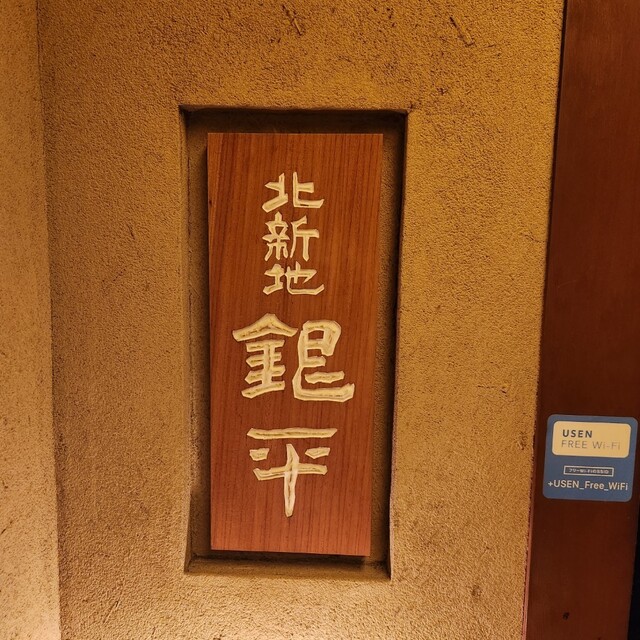 北新地
銀平
USEN
FREE Wi-Fi
+USEN_Free_WiFi